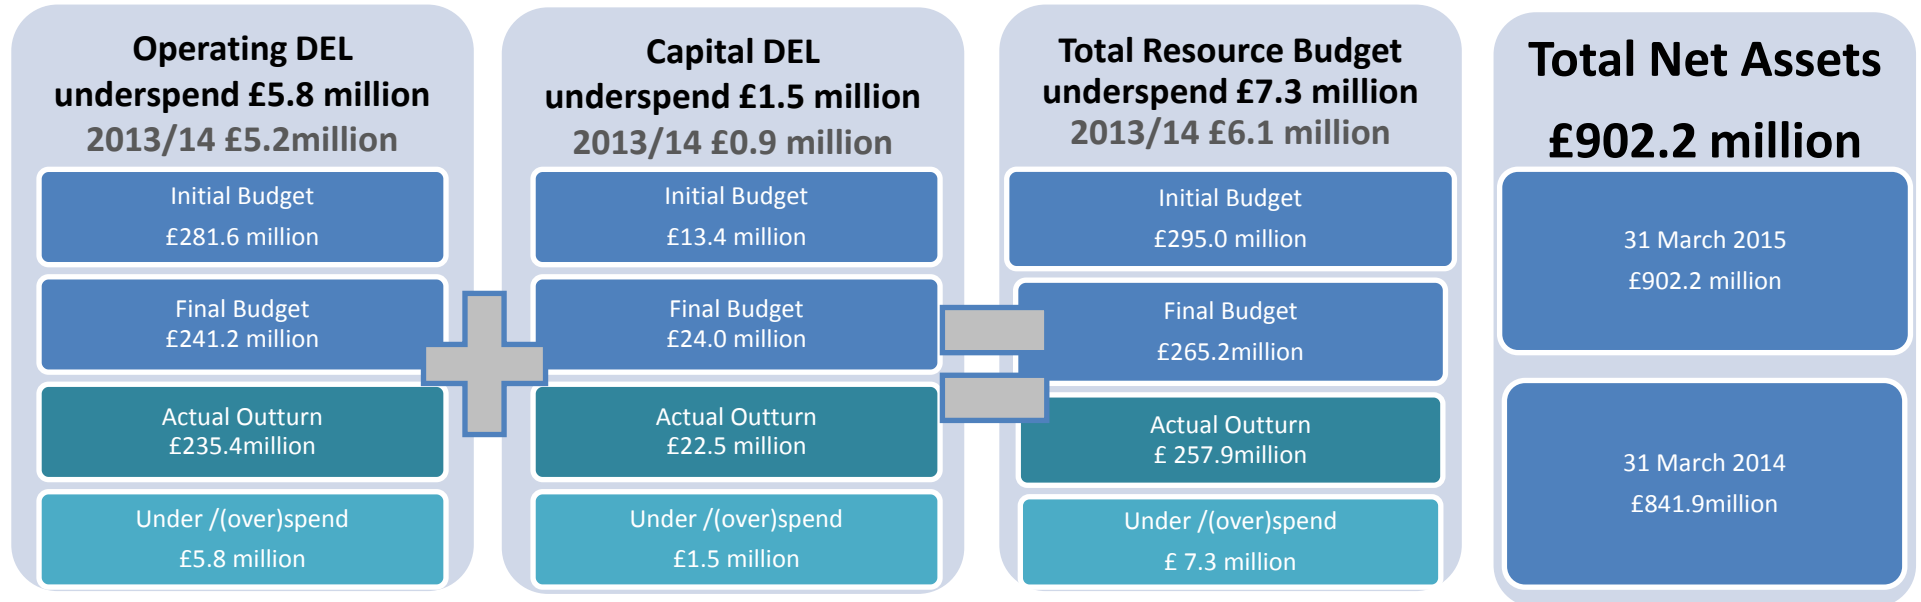 Operating DEL
underspend £5.8 million
2013/14 £5.2million
Initial Budget
£281.6 million
Final Budget
£241.2 million
Actual Outturn
£235.4million
Under /(over)spend
£5.8 million
Capital DEL
underspend £1.5 million
2013/14 £0.9 million
Initial Budget
£13.4 million
Final Budget
£24.0 million
Actual Outturn
£22.5 million
Under /(over)spend
£1.5 million
Total Resource Budget
underspend £7.3 million
2013/14 £6.1 million
Initial Budget
£295.0 million
Final Budget
£265.2million
Actual Outturn
£ 257.9million
Under /(over)spend
£ 7.3 million
Total Net Assets
£902.2 million
31 March 2015
£902.2 million
31 March 2014
£841.9million